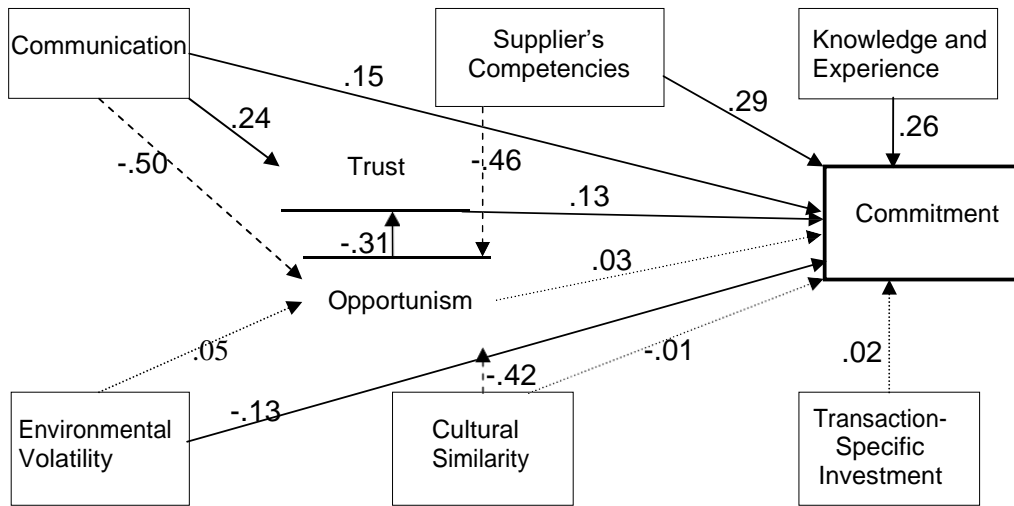 Communication
Supplier's
Competencies
Knowledge and
Experience
.15
.29
.24
.26
-.50
Trust
-.46
.13
Commitment
-.31
.03
Opportunism
.05
-.01
.02
-.42
-.13
Environmental
Volatility
Cultural
Similarity
Transaction-
Specific
Investment